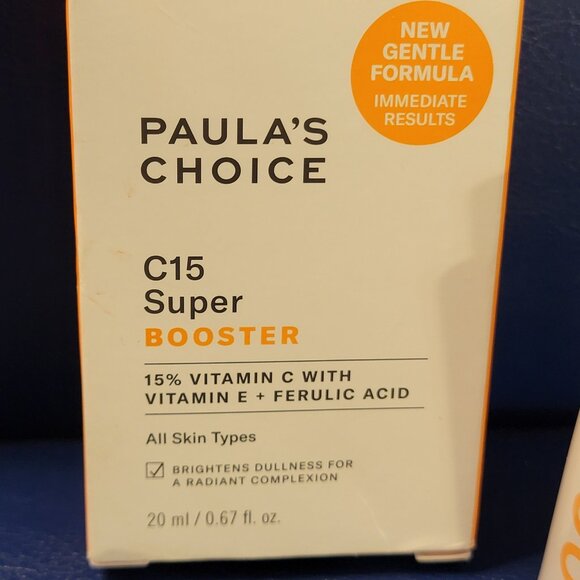 NEW
GENTLE
FORMULA
IMMEDIATE
RESULTS
PAULA'S
CHOICE
C15
Super
BOOSTER
15% VITAMIN C WITH
VITAMIN E + FERULIC ACID
All Skin Types
BRIGHTENS DULLNESS FOR
A RADIANT COMPLEXION
20 ml / 0.67 fl. oz.